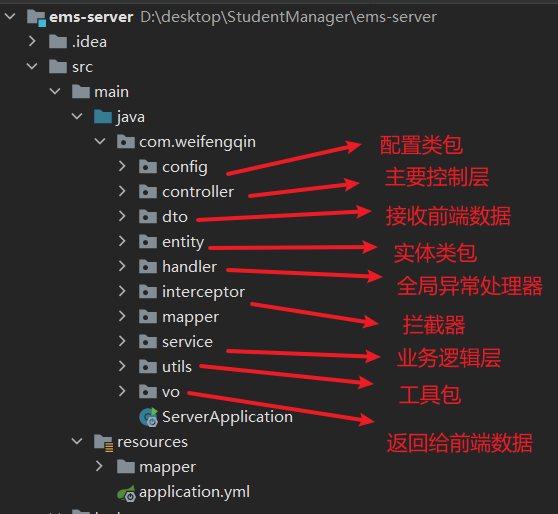 ems-server D:\desktop\StudentManager\ems-server
.idea
src
main
java
com.weifengqin
config 配置类包
controller 主要控制层
dto 接收前端数据
entity 实体类包
handler 全局异常处理器
interceptor 拦截器
mapper
service 业务逻辑层
utils 工具包
vo 返回给前端数据
ServerApplication
resources
mapper
application.yml